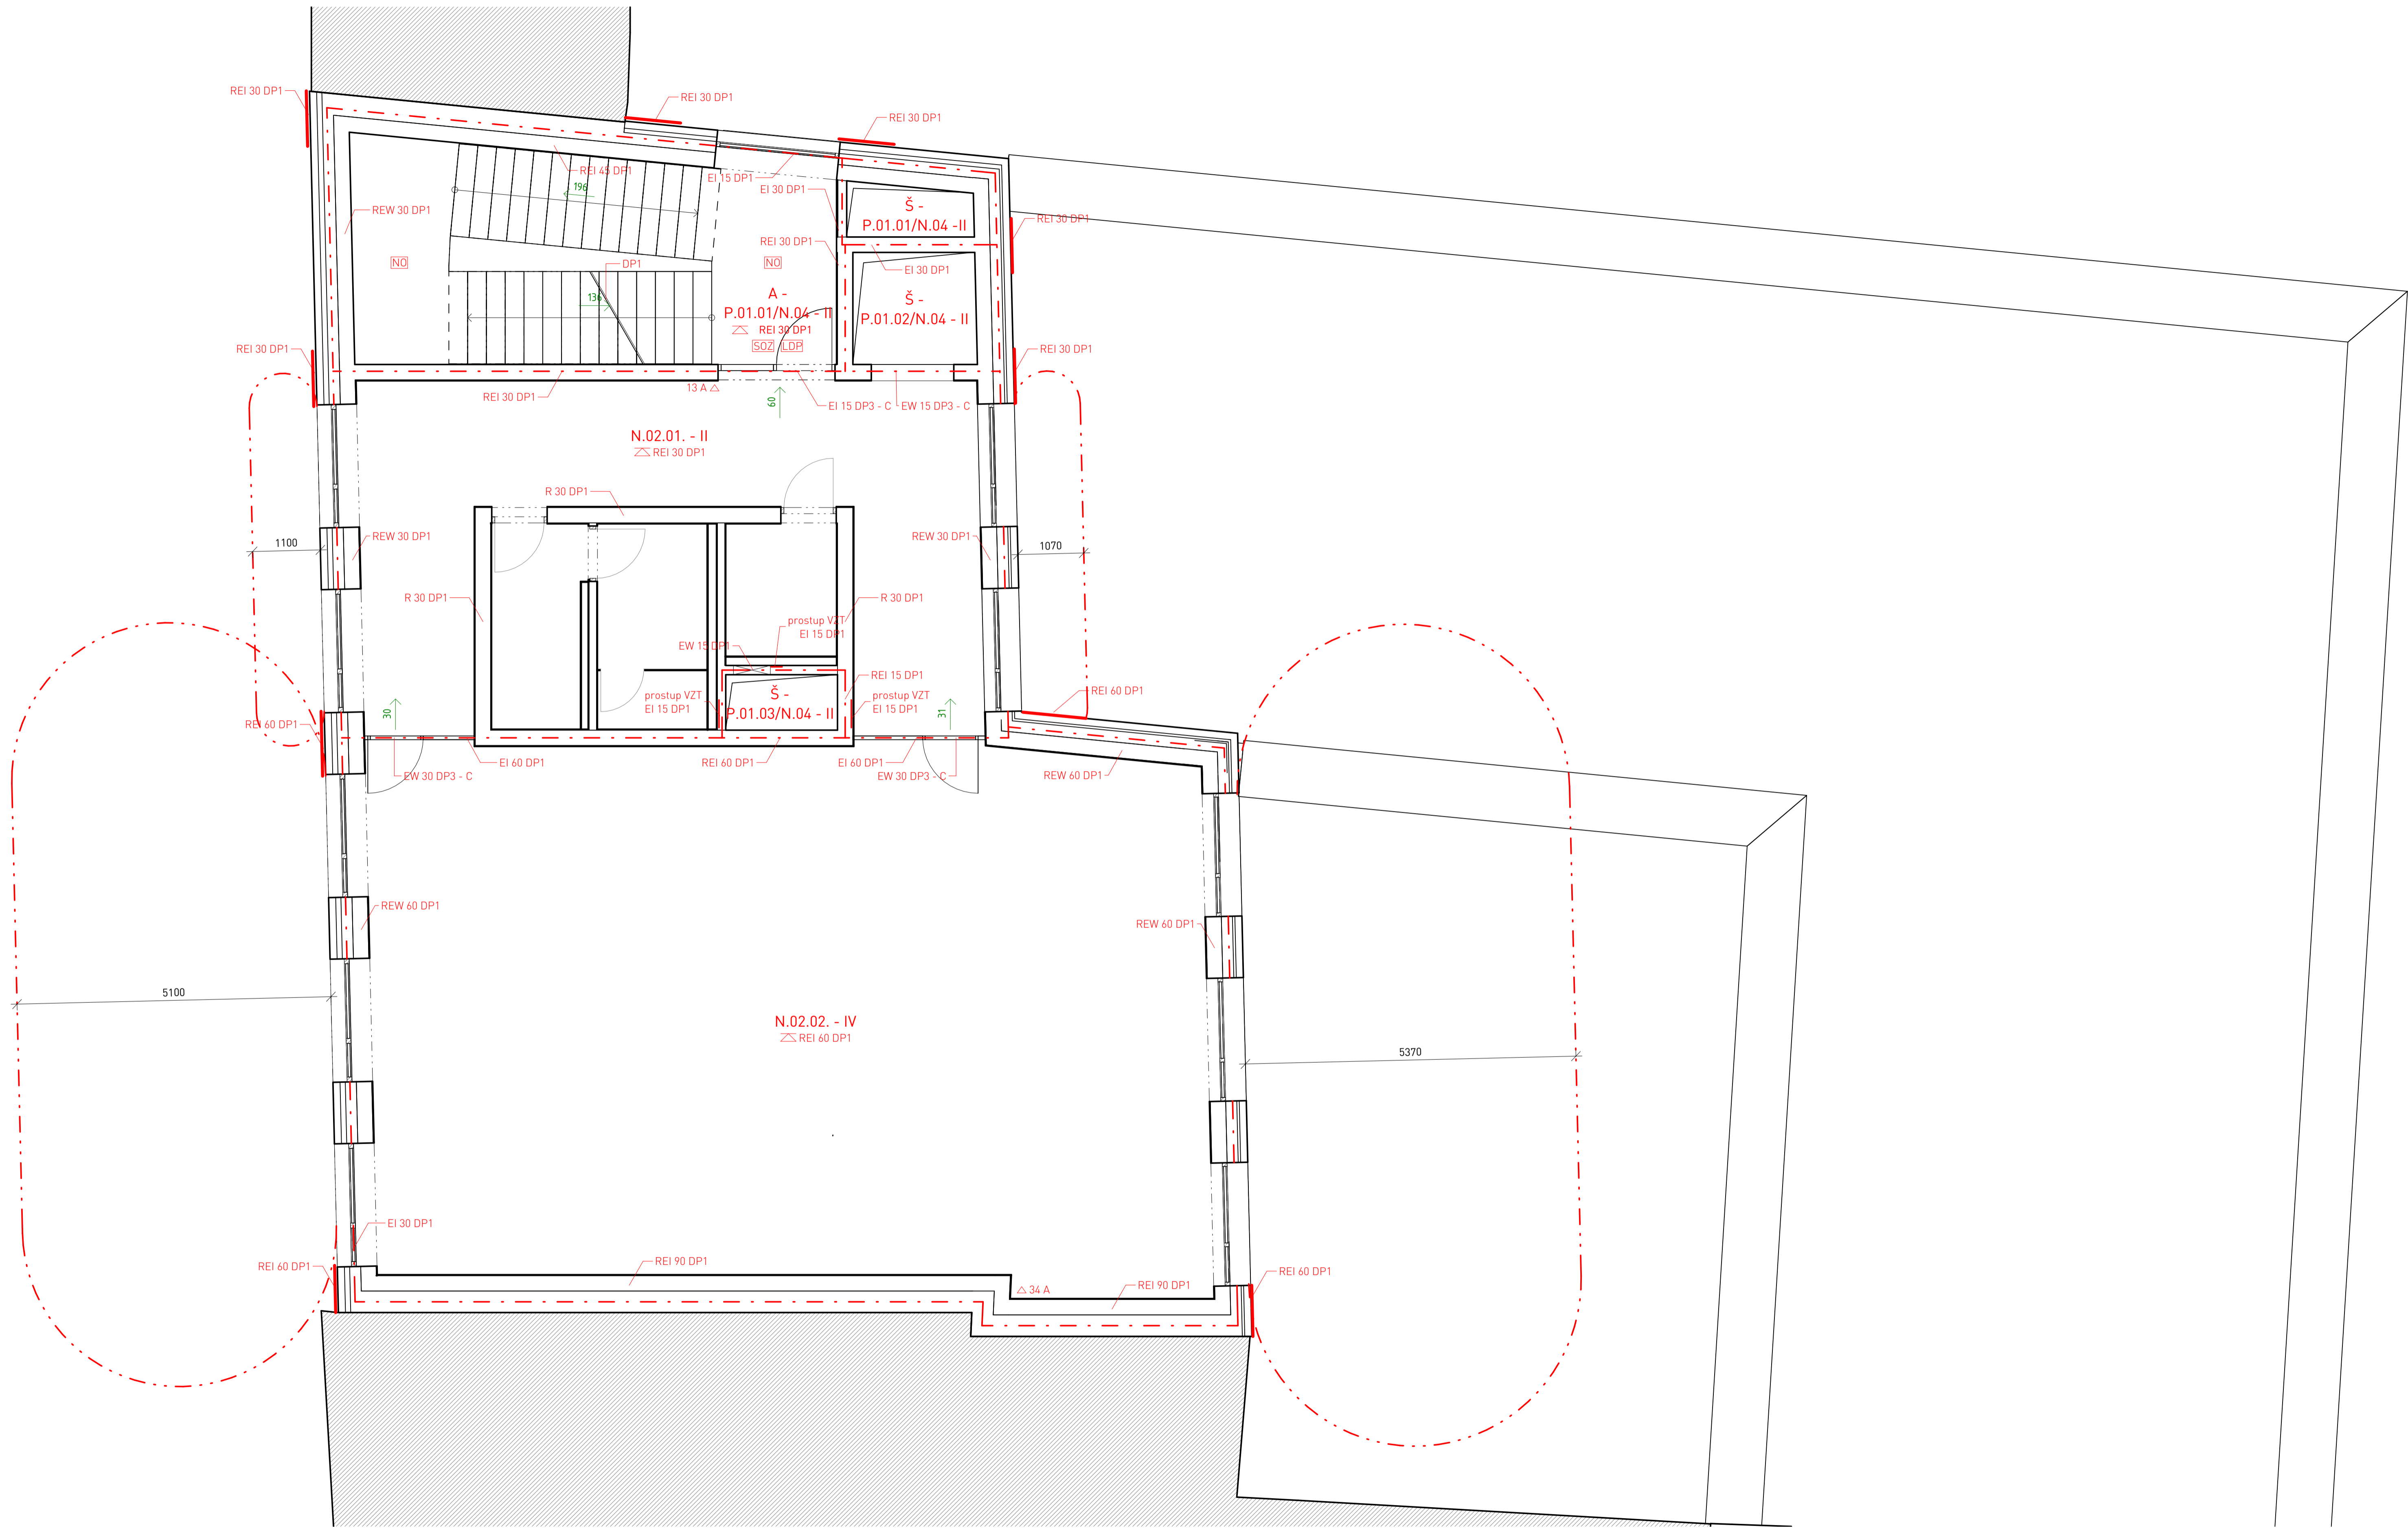 REI 30 DP1
REI 30 DP1
REI 30 DP1
REI 45 DP1
EI 15 DP1
EI 30 DP1
196
REW 30 DP1
Š -
P.01.01/N.04 -II
REI 30 DP1
REI 30 DP1
NO
DP1
NO
EI 30 DP1
136
A -
P.01.01/N.04 - II
REI 30 DP1
SOZ
LDP
Š -
P.01.02/N.04 - II
REI 30 DP1
REI 30 DP1
13 A
REI 30 DP1
60
EI 15 DP3 - C
EW 15 DP3 - C
N.02.01. - II
REI 30 DP1
R 30 DP1
1100
REW 30 DP1
REW 30 DP1
1070
R 30 DP1
R 30 DP1
prostup VZT
EI 15 DP1
EW 15 DP1
REI 15 DP1
prostup VZT
EI 15 DP1
Š -
P.01.03/N.04 - II
prostup VZT
EI 15 DP1
REI 60 DP1
REI 60 DP1
30
31
EI 60 DP1
REI 60 DP1
EI 60 DP1
EW 30 DP3 - C
EW 30 DP3 - C
REW 60 DP1
REW 60 DP1
REW 60 DP1
5100
N.02.02. - IV
REI 60 DP1
5370
EI 30 DP1
REI 60 DP1
REI 90 DP1
34 A
REI 90 DP1
REI 60 DP1